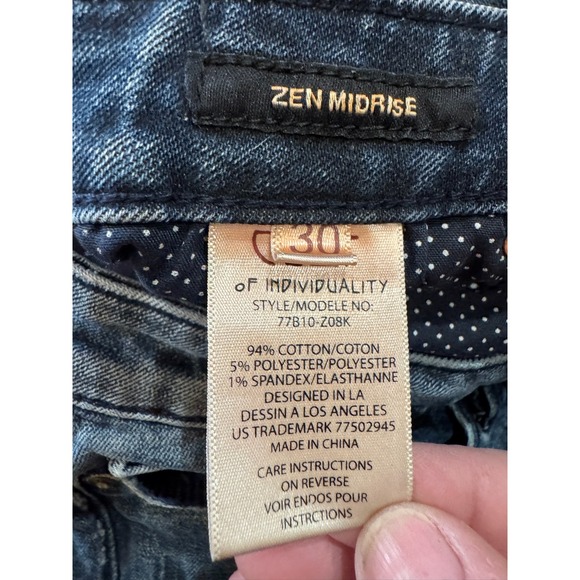 ZEN MIDRISE
30
OF INDIVIDUALITY
STYLE/MODELE NO:
77B10-Z08K
94% COTTON/COTON
5% POLYESTER/POLYESTER
1% SPANDEX/ELASTHANNE
DESIGNED IN LA
DESSIN A LOS ANGELES
US TRADEMARK 77502945
MADE IN CHINA
CARE INSTRUCTIONS
ON REVERSE
VOIR ENDOS POUR
INSTRCTIONS